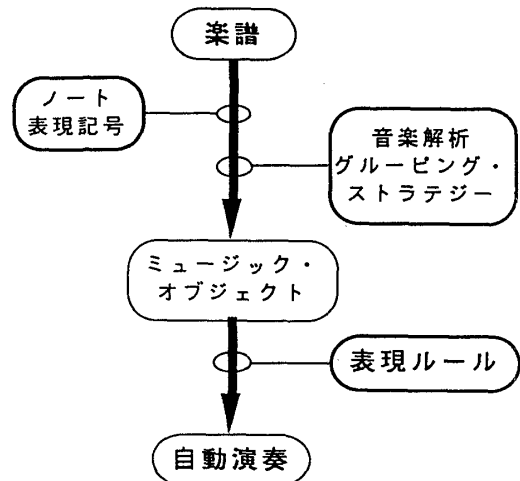 楽譜
ノート
表現記号
音楽解析
グルーピング・
ストラテジー
ミュージック・
オブジェクト
表現ルール
自動演奏